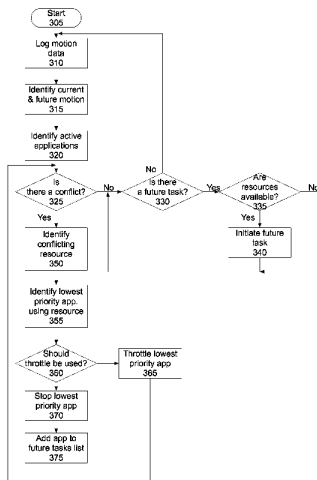 Start
305
Log motion
data
310
Identify current
& future motion
315
Identify active
applications
320
Is
there a conflict?
325
No
Is there
a future task?
330
No
Yes
Are
resources
available?
335
No
Yes
Initiate future
task
340
Yes
Identify
conflicting
resource
350
Identify lowest
priority app.
using resource
355
Should
throttle be used?
360
Throttle lowest
priority app
365
Stop lowest
priority app
370
Add app to
future tasks list
375